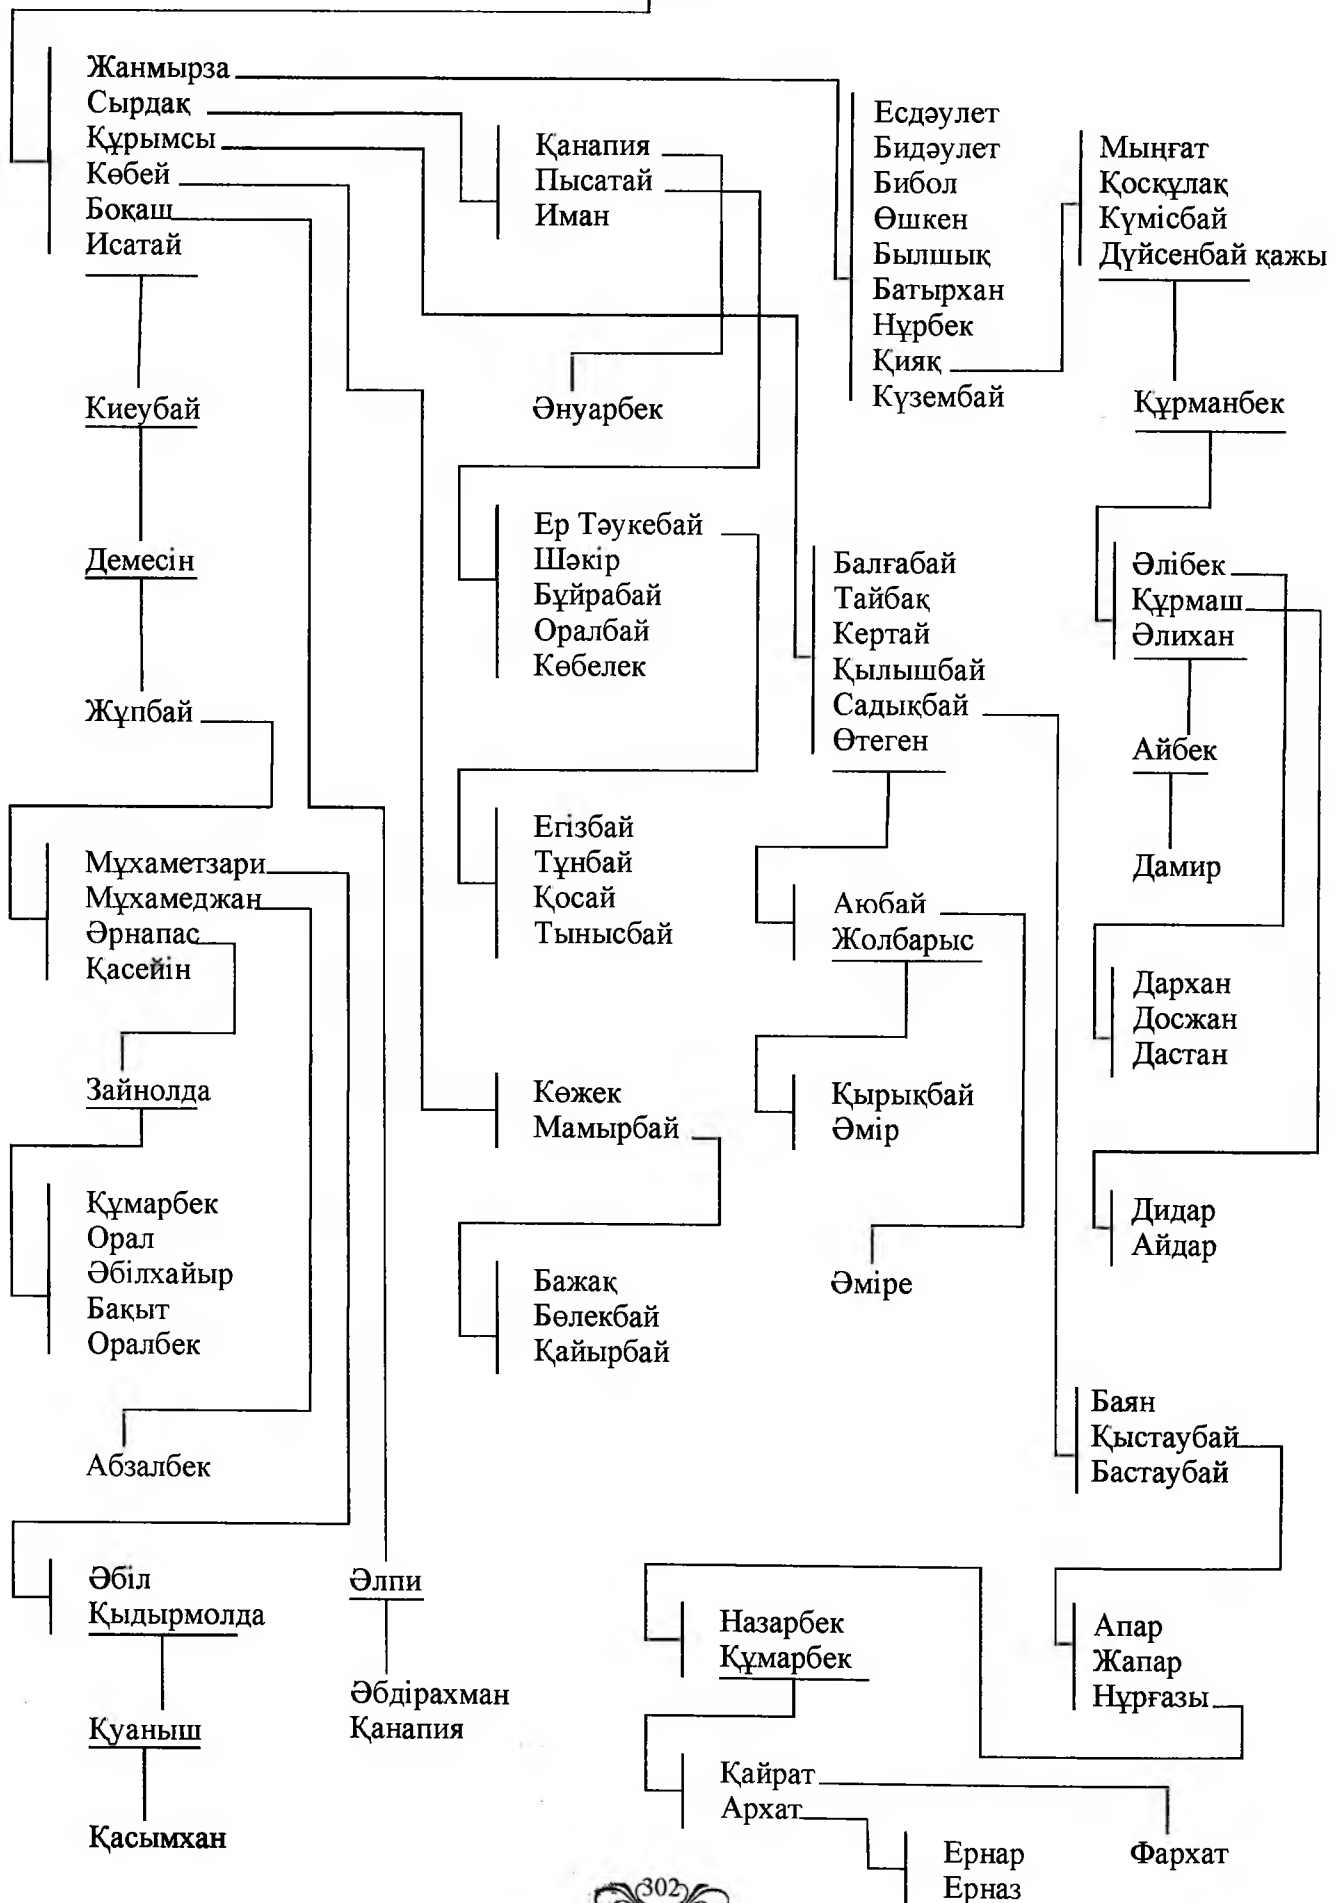 Жанмырза
Сырдақ
Құрымсы
Көбей
Боқаш
Исатай
Киеубай
Демесін
Жұпбай
Мұхаметзари
Мұхамеджан
Әрнапас
Қасейін
Зайнолда
Құмарбек
Орал
Әбілхайыр
Бақыт
Оралбек
Абзалбек
Әбіл
Қыдырмолда
Қуаныш
Қасымхан
Әлпи
Әбдірахман
Қанапия
Қанапия
Пысатай
Иман
Әнуарбек
Ер Тәукебай
Шәкір
Бұйрабай
Оралбай
Көбелек
Егізбай
Тұнбай
Қосай
Тынысбай
Көжек
Мамырбай
Бажақ
Бөлекбай
Қайырбай
Есдәулет
Бидәулет
Бибол
Өшкен
Былшық
Батырхан
Нұрбек
Қияқ
Күзембай
Балғабай
Тайбақ
Кертай
Қылышбай
Садықбай
Өтеген
Аюбай
Жолбарыс
Қырықбай
Әмір
Әміре
Мыңғат
Қосқұлақ
Күмісбай
Дүйсенбай қажы
Құрманбек
Әлібек
Құрмаш
Әлихан
Айбек
Дамир
Дархан
Досжан
Дастан
Дидар
Айдар
Баян
Қыстаубай
Бастаубай
Апар
Жапар
Нұрғазы
Назарбек
Құмарбек
Қайрат
Архат
Ернар
Ерназ
Фархат
302